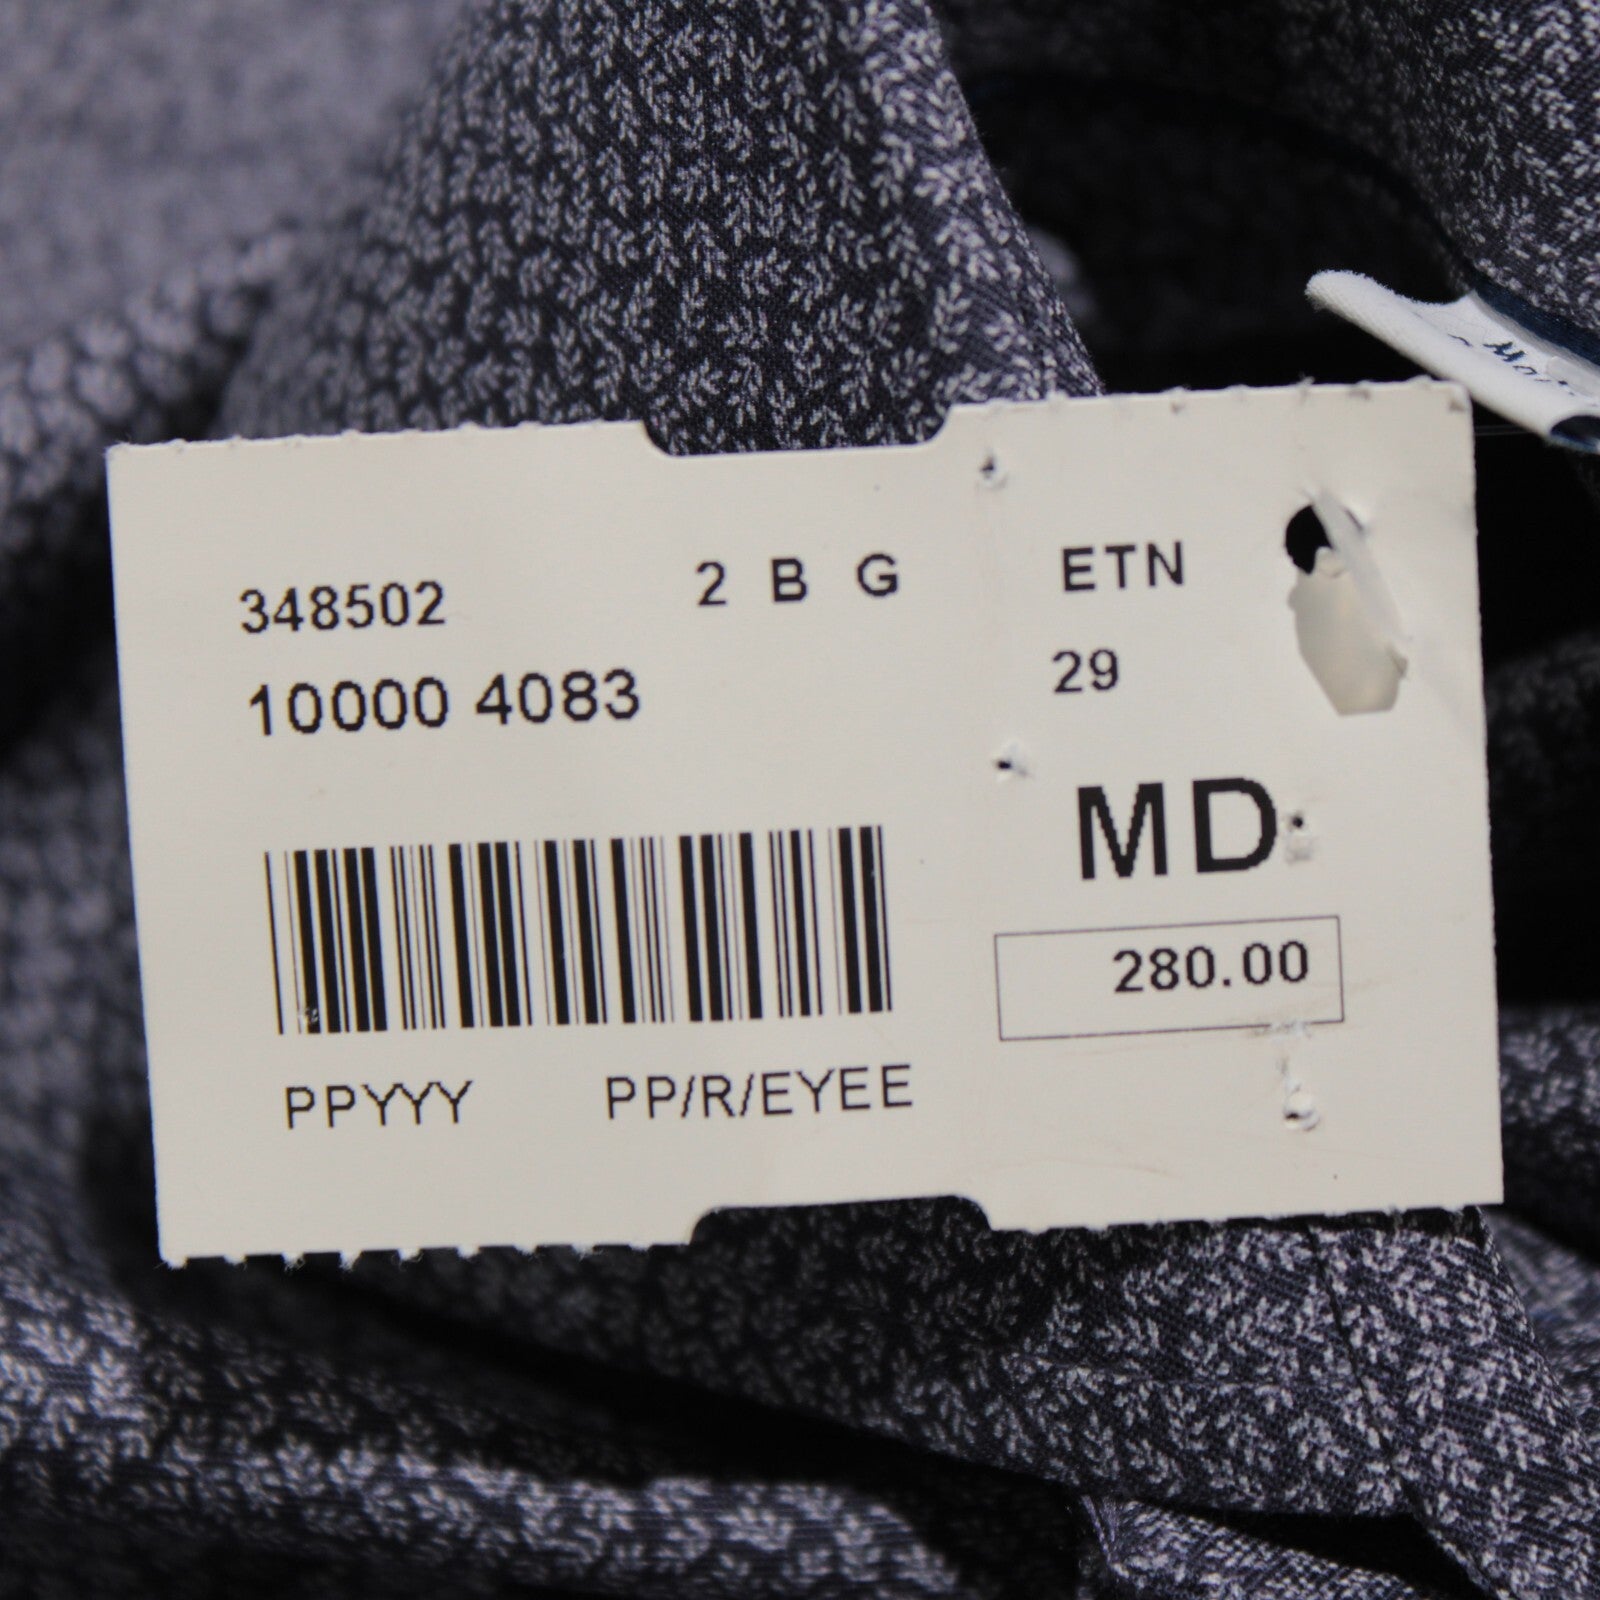 348502 2 B G ETN
10000 4083 29
MD
280.00
PPYYY PP/R/EYEE